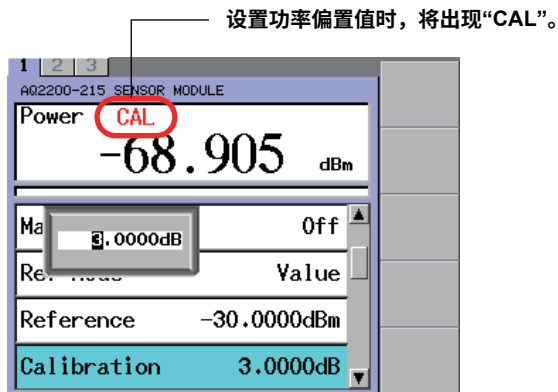 设置功率偏置值时，将出现“CAL”。
1 2 3
AQ2200-215 SENSOR MODULE
Power CAL
-68.905 dBm
Ma Off
3.0000dB
Value
Reference -30.0000dBm
Calibration 3.0000dB